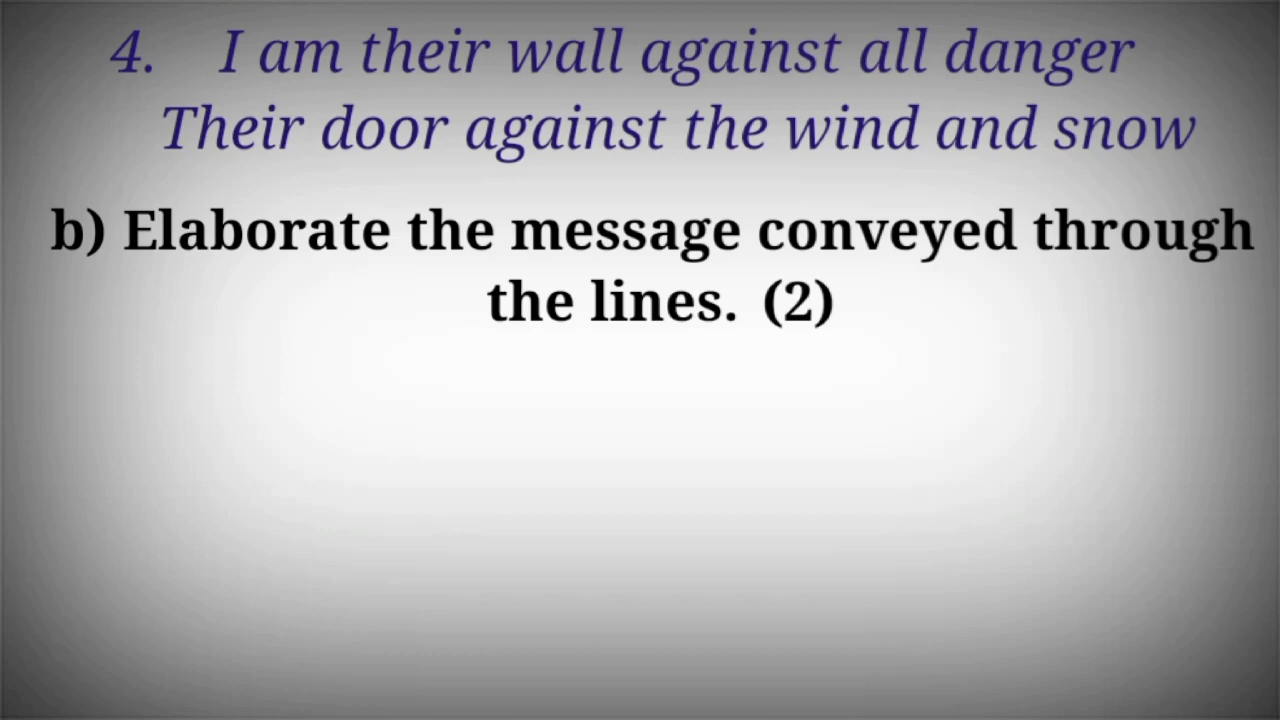 4. I am their wall against all danger
Their door against the wind and snow
b) Elaborate the message conveyed through
the lines. (2)